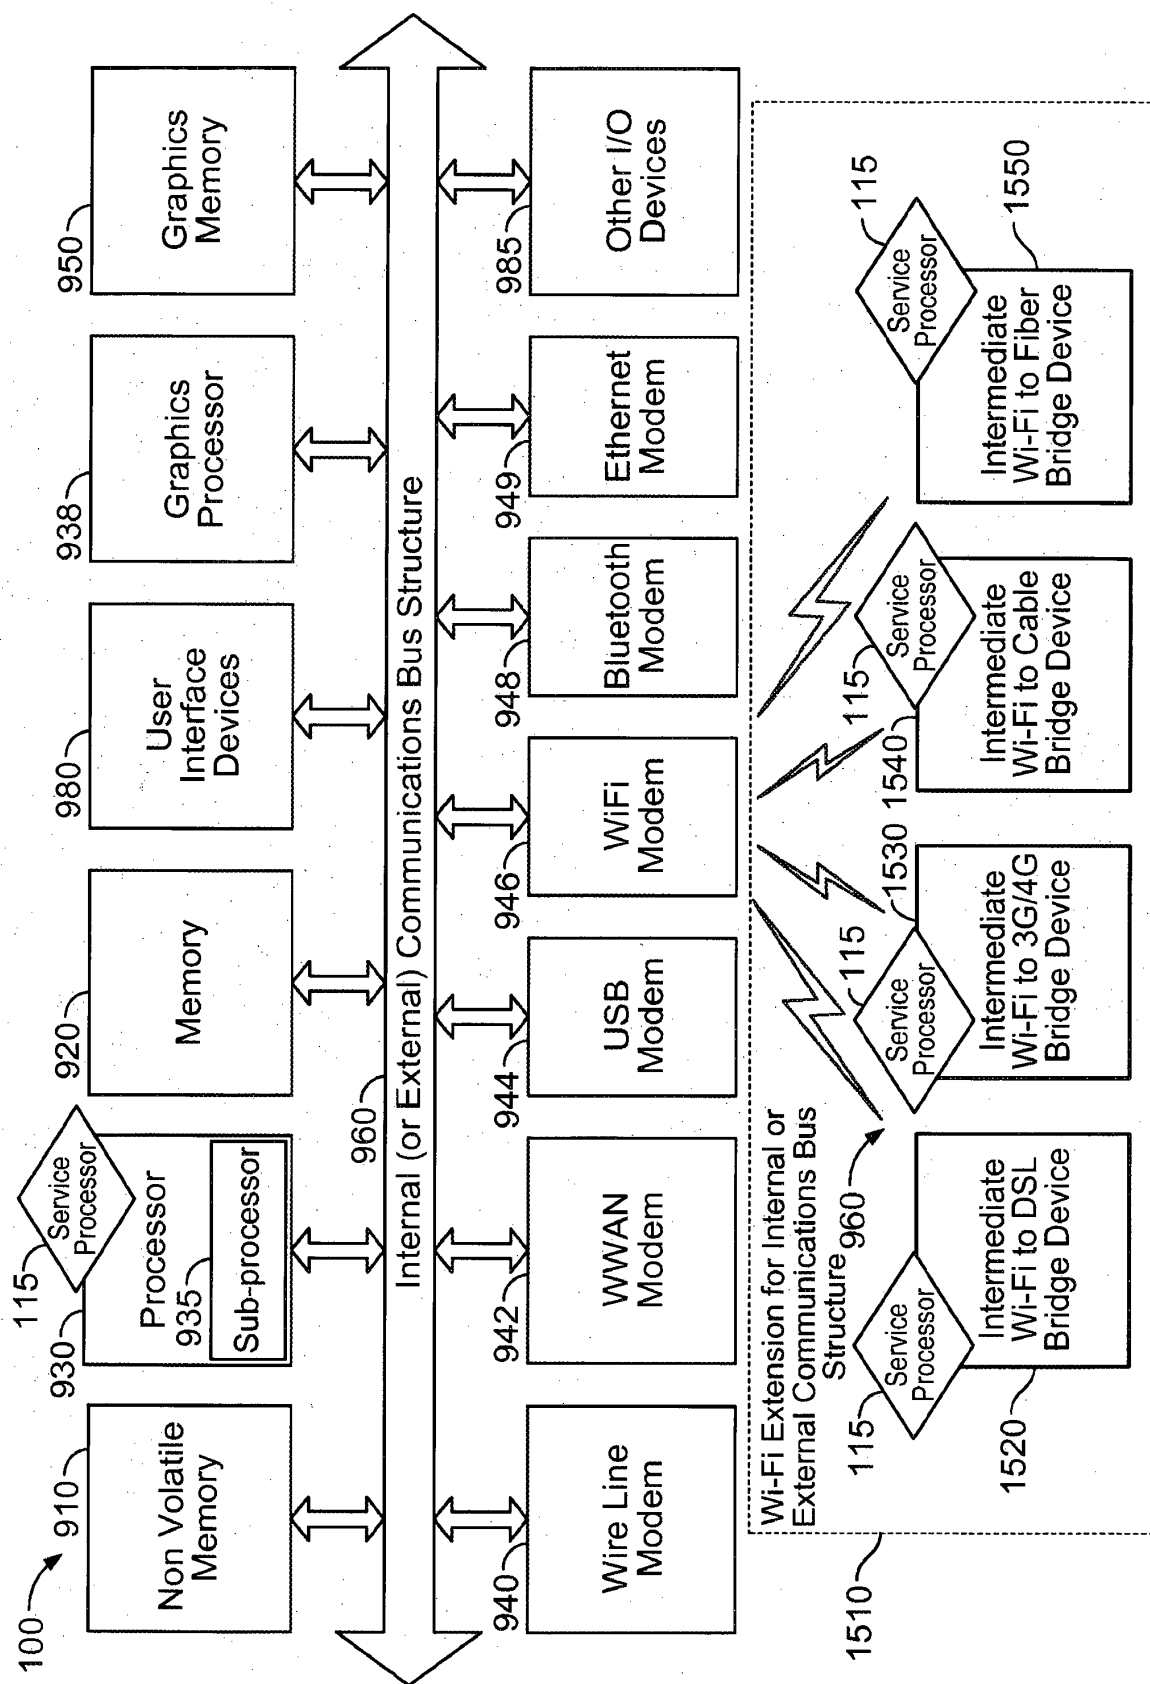 100
910
Non Volatile
Memory
930
115
Service
Processor
Processor
935
Sub-processor
920
Memory
980
User
Interface
Devices
938
Graphics
Processor
950
Graphics
Memory
960
Internal (or External) Communications Bus Structure
940
Wire Line
Modem
942
WWAN
Modem
944
USB
Modem
946
WiFi
Modem
948
Bluetooth
Modem
949
Ethernet
Modem
985
Other I/O
Devices
1510
Wi-Fi Extension for Internal or
External Communications Bus
Structure
960
115
Service
Processor
1520
Intermediate
Wi-Fi to DSL
Bridge Device
115
Service
Processor
1530
Intermediate
Wi-Fi to 3G/4G
Bridge Device
115
Service
Processor
1540
Intermediate
Wi-Fi to Cable
Bridge Device
115
Service
Processor
1550
Intermediate
Wi-Fi to Fiber
Bridge Device